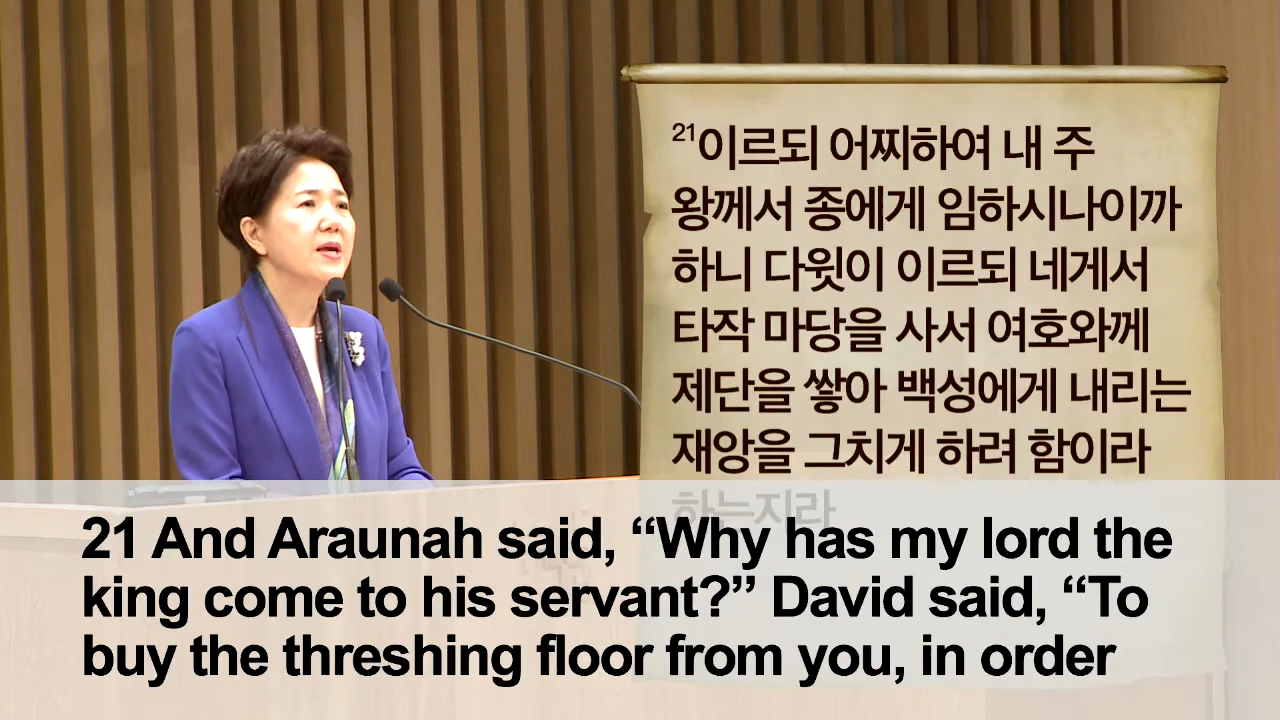 21이르되 어찌하여 내 주
왕께서 종에게 임하시나이까
하니 다윗이 이르되 네게서
타작 마당을 사서 여호와께
제단을 쌓아 백성에게 내리는
재앙을 그치게 하려 함이라
하는지라
21 And Araunah said, “Why has my lord the
king come to his servant?” David said, “To
buy the threshing floor from you, in order